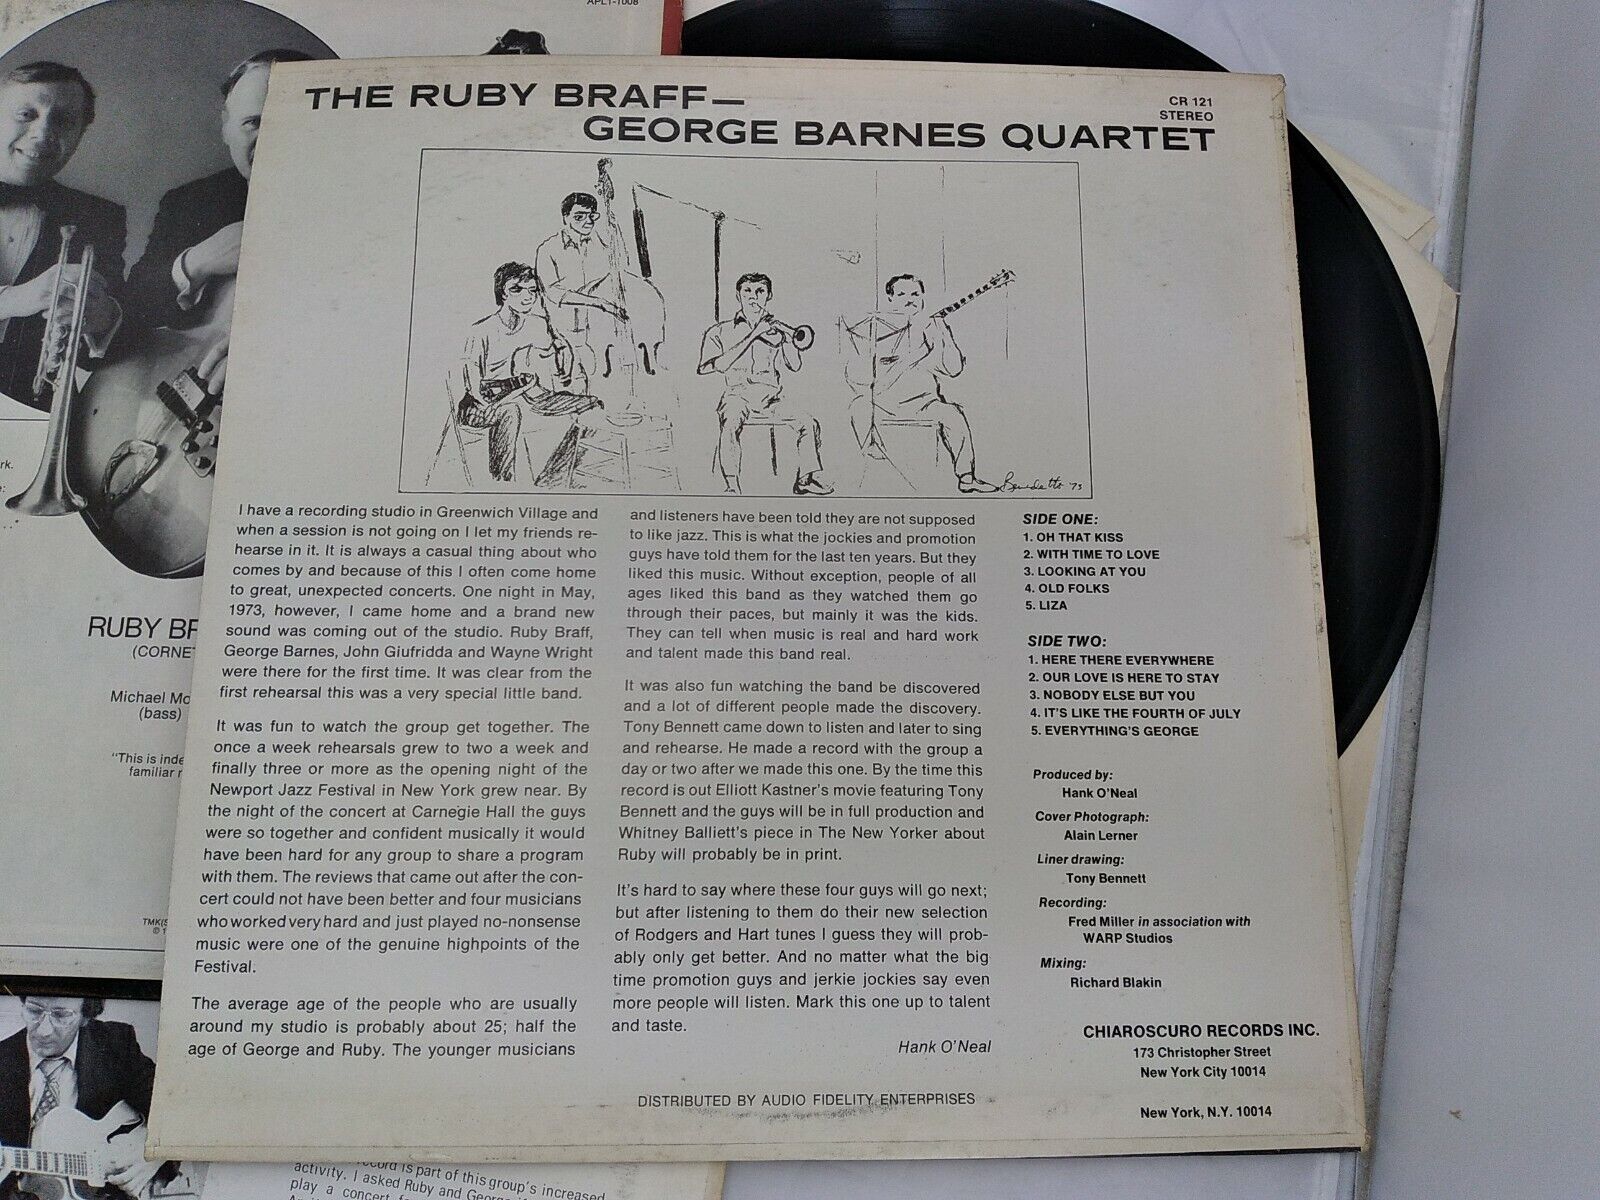 APL1-1008
THE RUBY BRAFF—
GEORGE BARNES QUARTET
CR 121
STEREO
Benedetto '73
I have a recording studio in Greenwich Village and
when a session is not going on I let my friends re-
hearse in it. It is always a casual thing about who
comes by and because of this I often come home
to great, unexpected concerts. One night in May,
1973, however, I came home and a brand new
sound was coming out of the studio. Ruby Braff,
George Barnes, John Giufridda and Wayne Wright
were there for the first time. It was clear from the
first rehearsal this was a very special little band.
It was fun to watch the group get together. The
once a week rehearsals grew to two a week and
finally three or more as the opening night of the
Newport Jazz Festival in New York grew near. By
the night of the concert at Carnegie Hall the guys
were so together and confident musically it would
have been hard for any group to share a program
with them. The reviews that came out after the con-
cert could not have been better and four musicians
who worked very hard and just played no-nonsense
music were one of the genuine highpoints of the
Festival.
The average age of the people who are usually
around my studio is probably about 25; half the
age of George and Ruby. The younger musicians
and listeners have been told they are not supposed
to like jazz. This is what the jockies and promotion
guys have told them for the last ten years. But they
liked this music. Without exception, people of all
ages liked this band as they watched them go
through their paces, but mainly it was the kids.
They can tell when music is real and hard work
and talent made this band real.
It was also fun watching the band be discovered
and a lot of different people made the discovery.
Tony Bennett came down to listen and later to sing
and rehearse. He made a record with the group a
day or two after we made this one. By the time this
record is out Elliott Kastner's movie featuring Tony
Bennett and the guys will be in full production and
Whitney Balliett's piece in The New Yorker about
Ruby will probably be in print.
It's hard to say where these four guys will go next;
but after listening to them do their new selection
of Rodgers and Hart tunes I guess they will prob-
ably only get better. And no matter what the big
time promotion guys and jerkie jockies say even
more people will listen. Mark this one up to talent
and taste.
Hank O'Neal
SIDE ONE:
1. OH THAT KISS
2. WITH TIME TO LOVE
3. LOOKING AT YOU
4. OLD FOLKS
5. LIZA
SIDE TWO:
1. HERE THERE EVERYWHERE
2. OUR LOVE IS HERE TO STAY
3. NOBODY ELSE BUT YOU
4. IT'S LIKE THE FOURTH OF JULY
5. EVERYTHING'S GEORGE
Produced by:
Hank O'Neal
Cover Photograph:
Alain Lerner
Liner drawing:
Tony Bennett
Recording:
Fred Miller in association with
WARP Studios
Mixing:
Richard Blakin
CHIAROSCURO RECORDS INC.
173 Christopher Street
New York City 10014
New York, N.Y. 10014
DISTRIBUTED BY AUDIO FIDELITY ENTERPRISES
rk.
RUBY BR
(CORNET
Michael Mo
(bass)
"This is inde
familiar
TMK(S
© 1
record is part of this group's increased
activity. I asked Ruby and George
play a concert